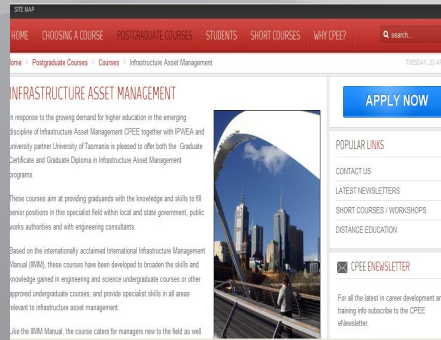 SITE MAP
HOME CHOOSING A COURSE POSTGRADUATE COURSES STUDENTS SHORT COURSES WHY CPEE? search...
Home Postgraduate Courses Courses Infrastructure Asset Management TUESDAY, 23
INFRASTRUCTURE ASSET MANAGEMENT
In response to the growing demand for higher education in the emerging
discipline of Infrastructure Asset Management CPEE together with IPWEA and
university partner University of Tasmania is pleased to offer both the Graduate
Certificate and Graduate Diploma in Infrastructure Asset Management
programs.
These courses aim at providing graduands with the knowledge and skills to fill
senior positions in this specialist field within local and state government, public
works authorities and with engineering consultants.
Based on the internationally acclaimed International Infrastructure Management
Manual (IIMM), these courses have been developed to broaden the skills and
knowledge gained in engineering and science undergraduate courses or other
approved undergraduate courses, and provide specialist skills in all areas
relevant to infrastructure asset management.
Like the IIMM Manual, the course caters for managers new to the field as well
APPLY NOW
POPULAR LINKS
CONTACT US
LATEST NEWSLETTERS
SHORT COURSES / WORKSHOPS
DISTANCE EDUCATION
CPEE ENEWSLETTER
For all the latest in career development an
training info subscribe to the CPEE
eNewsletter.